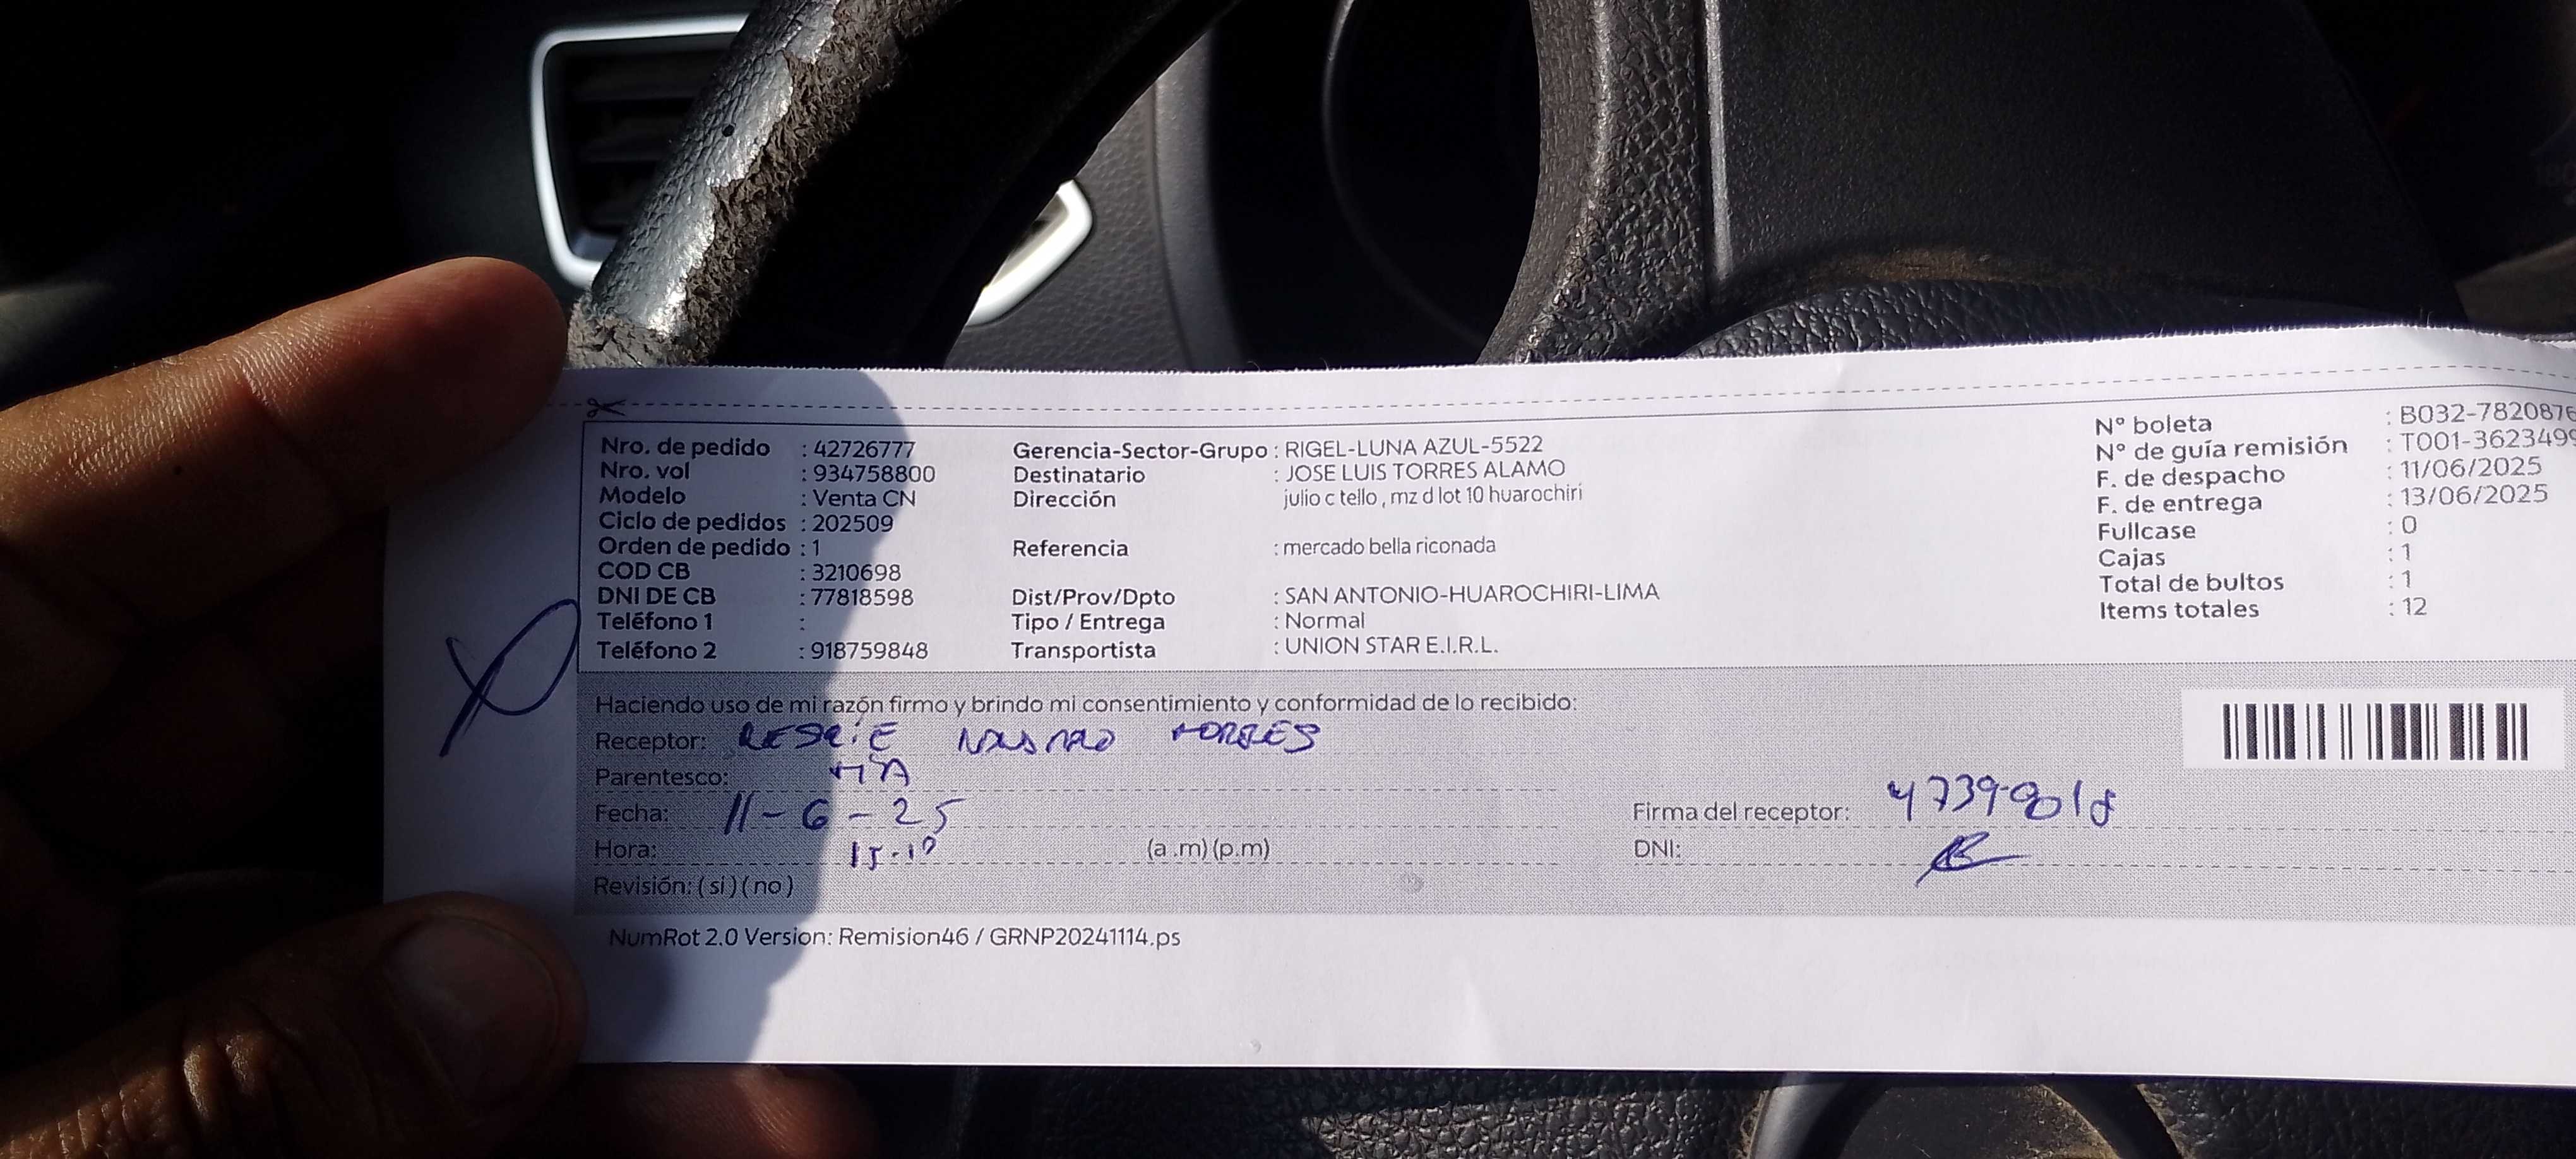 Nro. de pedido : 42726777
Nro. vol : 934758800
Modelo : Venta CN
Ciclo de pedidos : 202509
Orden de pedido : 1
COD CB : 3210698
DNI DE CB : 77818598
Teléfono 1 :
Teléfono 2 : 918759848
Gerencia-Sector-Grupo : RIGEL-LUNA AZUL-5522
Destinatario : JOSE LUIS TORRES ALAMO
Dirección julio c tello , mz d lot 10 huarochiri
Referencia : mercado bella riconada
Dist/Prov/Dpto : SAN ANTONIO-HUAROCHIRI-LIMA
Tipo / Entrega : Normal
Transportista : UNION STAR E.I.R.L.
N° boleta : B032-7820876
N° de guía remisión : T001-3623499
F. de despacho : 11/06/2025
F. de entrega : 13/06/2025
Fullcase : 0
Cajas : 1
Total de bultos : 1
Items totales : 12
Haciendo uso de mi razón firmo y brindo mi consentimiento y conformidad de lo recibido:
Receptor: TORRES
Parentesco: TIA
Fecha: 11-6-25
Hora: 15.10 (a .m) (p.m)
Revisión: ( si ) ( no )
Firma del receptor:
DNI:
NumRot 2.0 Version: Remision46 / GRNP20241114.ps